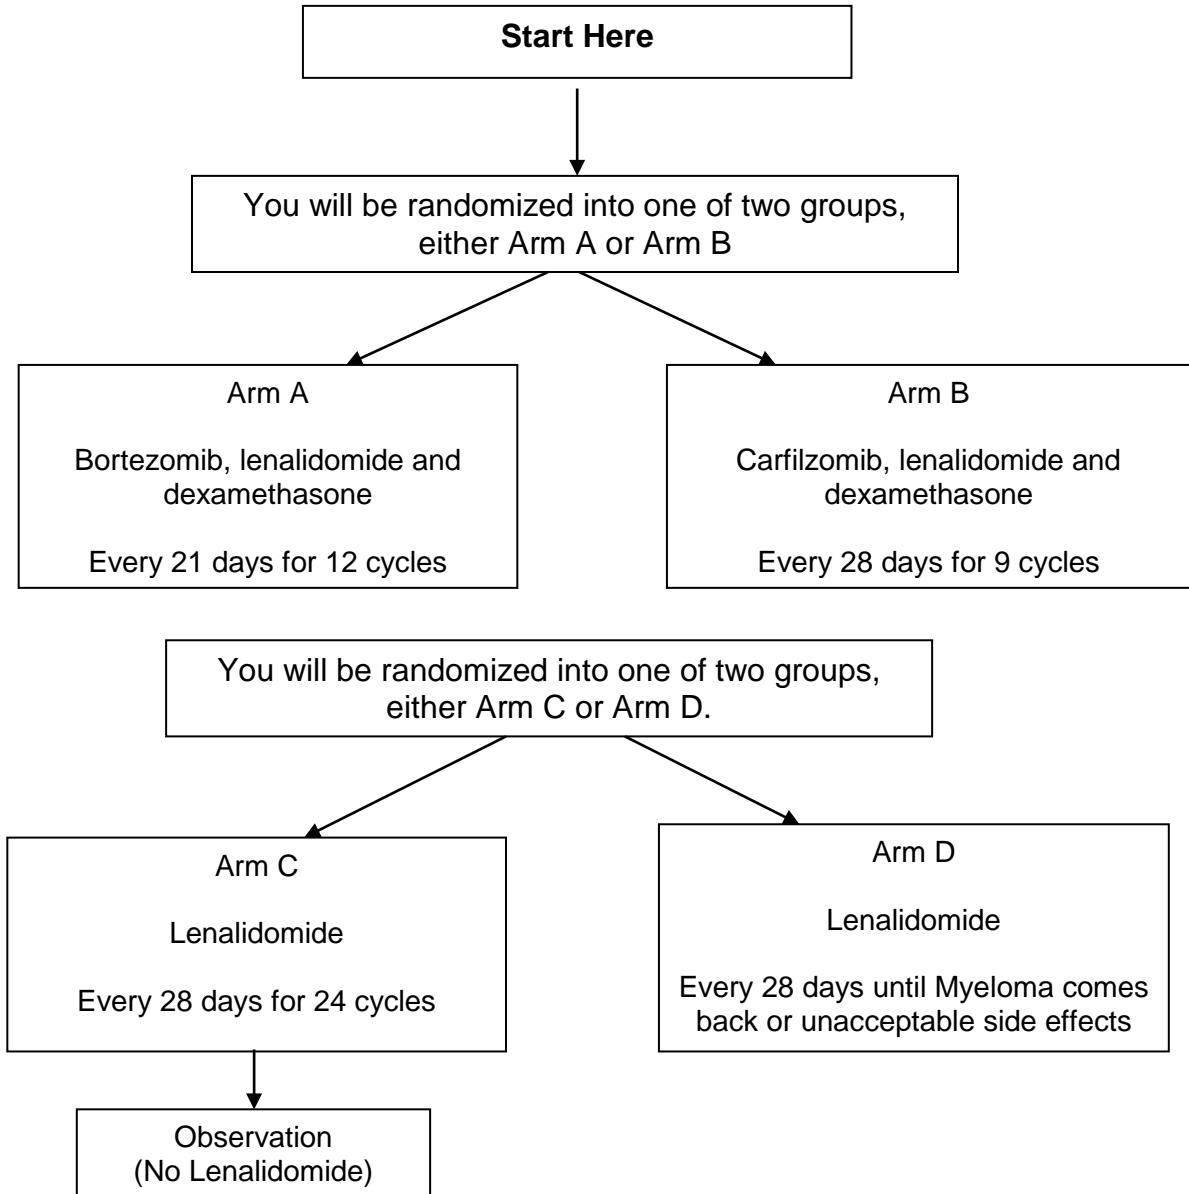 Start Here
You will be randomized into one of two groups,
either Arm A or Arm B
Arm A
Bortezomib, lenalidomide and
dexamethasone
Every 21 days for 12 cycles
Arm B
Carfilzomib, lenalidomide and
dexamethasone
Every 28 days for 9 cycles
You will be randomized into one of two groups,
either Arm C or Arm D.
Arm C
Lenalidomide
Every 28 days for 24 cycles
Arm D
Lenalidomide
Every 28 days until Myeloma comes
back or unacceptable side effects
Observation
(No Lenalidomide)